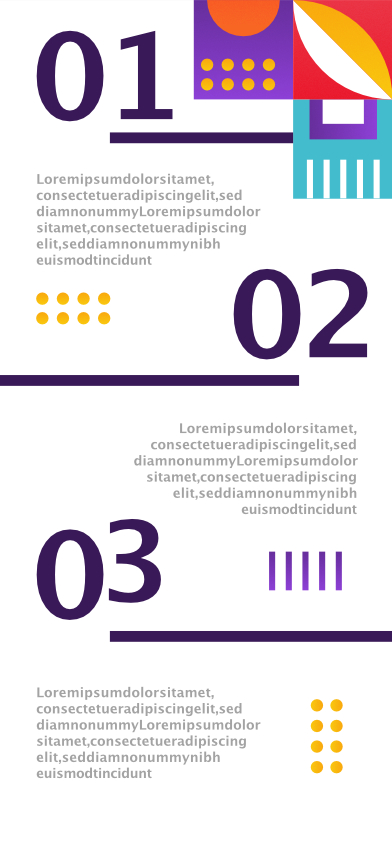 01
Loremipsumdolorsitamet,
consectetueradipiscingelit,sed
diamnonummyLoremipsumdolor
sitamet,consectetueradipiscing
elit,seddiamnonummynibh
euismodtincidunt
02
Loremipsumdolorsitamet,
consectetueradipiscingelit,sed
diamnonummyLoremipsumdolor
sitamet,consectetueradipiscing
elit,seddiamnonummynibh
euismodtincidunt
03
Loremipsumdolorsitamet,
consectetueradipiscingelit,sed
diamnonummyLoremipsumdolor
sitamet,consectetueradipiscing
elit,seddiamnonummynibh
euismodtincidunt